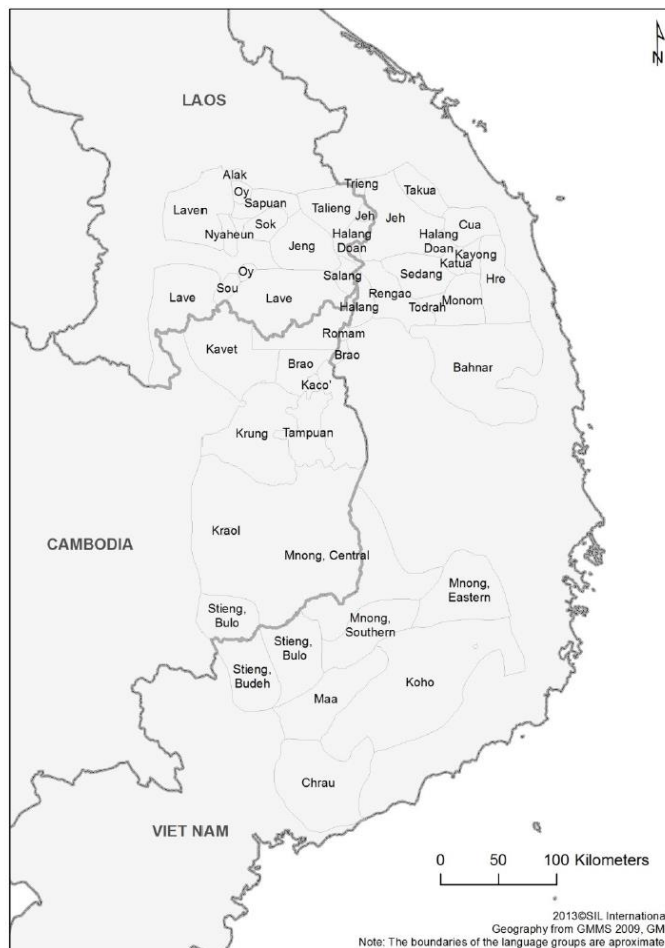 N
LAOS
Alak
Oy
Sapuan
Laven
Sok
Nyaheun
Jeng
Talieng
Trieng
Jeh
Jeh
Takua
Halang
Doan
Halang
Doan
Cua
Kayong
Katua
Hre
Sedang
Salang
Oy
Sou
Lave
Lave
Rengao
Halang
Todrah
Monom
Romam
Brao
Kavet
Brao
Kaco'
Bahnar
Krung
Tampuan
Kraol
CAMBODIA
Mnong, Central
Mnong,
Eastern
Stieng,
Bulo
Mnong,
Southern
Stieng,
Bulo
Stieng,
Budeh
Koho
Maa
Chrau
VIET NAM
0 50 100 Kilometers
2013©SIL Internationa
Geography from GMMS 2009, GM
Note: The boundaries of the language groups are aproximan